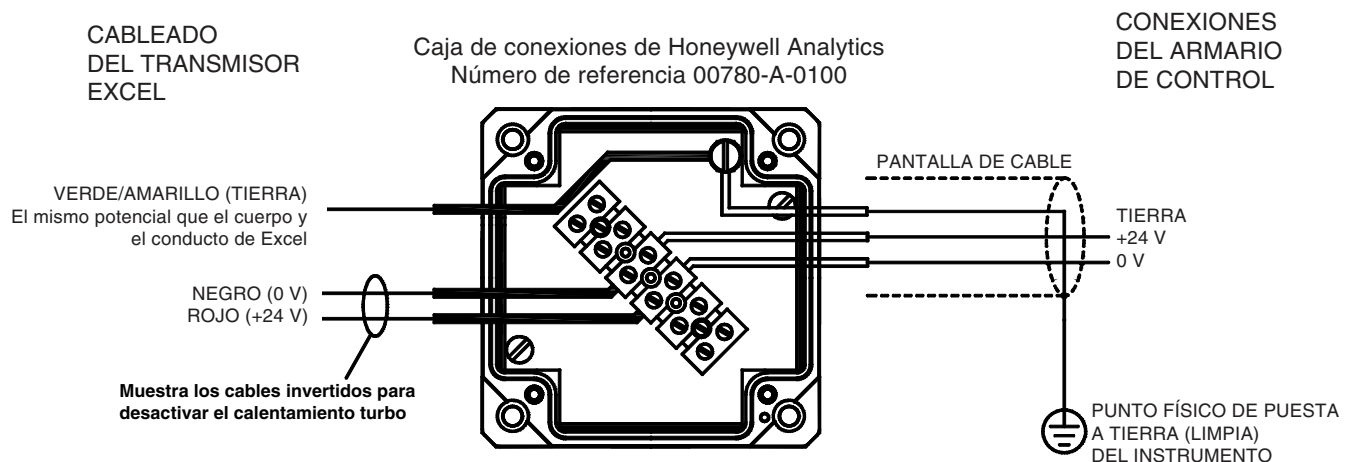 CABLEADO
DEL TRANSMISOR
EXCEL
Caja de conexiones de Honeywell Analytics
Número de referencia 00780-A-0100
CONEXIONES
DEL ARMARIO
DE CONTROL
VERDE/AMARILLO (TIERRA)
El mismo potencial que el cuerpo y
el conducto de Excel
NEGRO (0 V)
ROJO (+24 V)
Muestra los cables invertidos para
desactivar el calentamiento turbo
PANTALLA DE CABLE
TIERRA
+24 V
0 V
PUNTO FÍSICO DE PUESTA
A TIERRA (LIMPIA)
DEL INSTRUMENTO